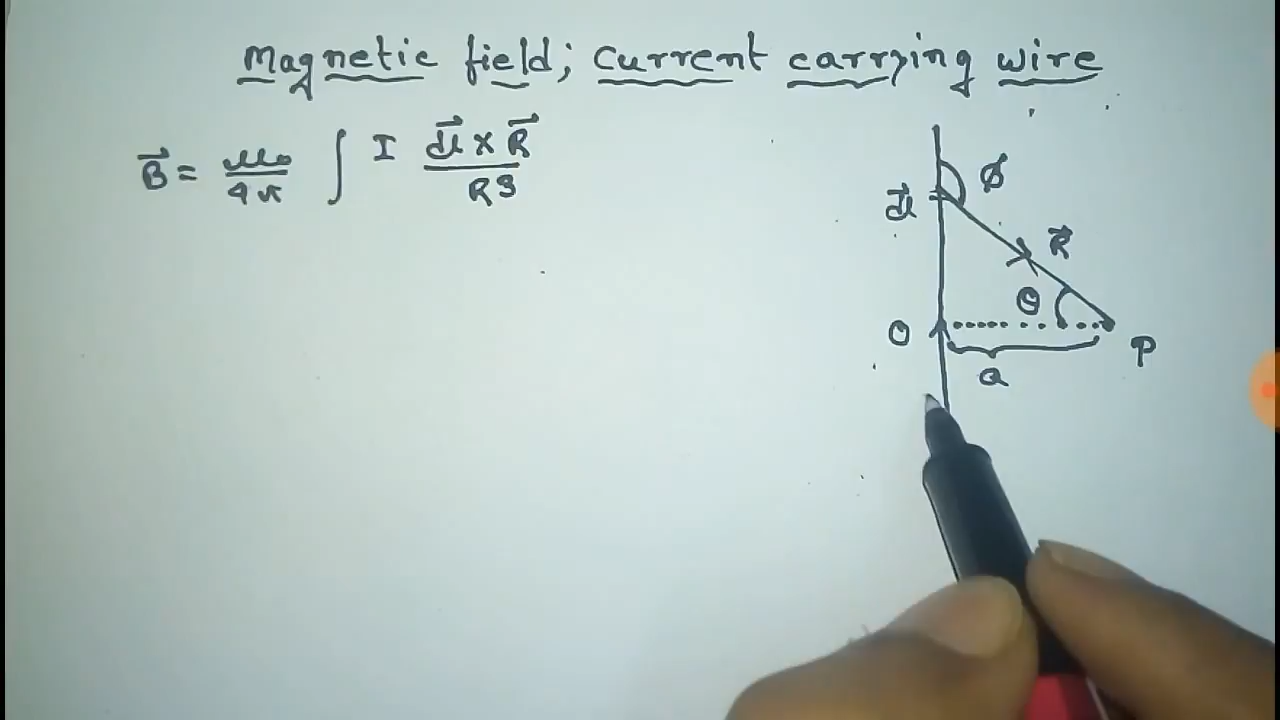 Magnetic field; Current carrying wire
B⃗ = μ₀/4π ∫ I dl⃗ × R⃗ / R³
ϕ
dl⃗
R⃗
θ
O
P
a